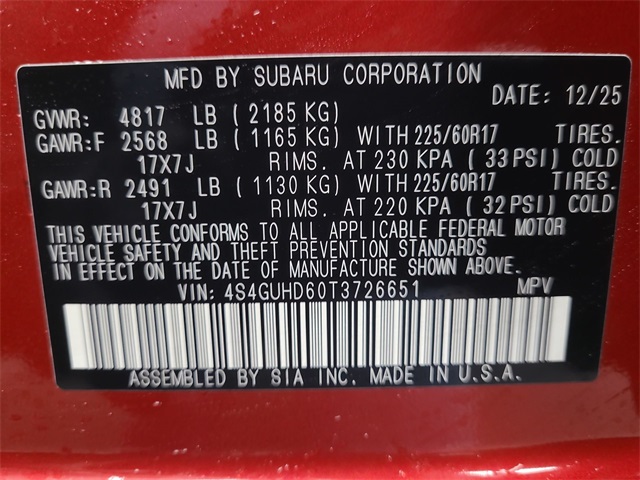 MFD BY SUBARU CORPORATION
DATE: 12/25
GVWR: 4817 LB ( 2185 KG)
GAWR:F 2568 LB ( 1165 KG) WITH 225/60R17 TIRES.
17X7J RIMS. AT 230 KPA ( 33 PSI) COLD
GAWR:R 2491 LB ( 1130 KG) WITH 225/60R17 TIRES.
17X7J RIMS. AT 220 KPA ( 32 PSI) COLD
THIS VEHICLE CONFORMS TO ALL APPLICABLE FEDERAL MOTOR
VEHICLE SAFETY AND THEFT PREVENTION STANDARDS
IN EFFECT ON THE DATE OF MANUFACTURE SHOWN ABOVE.
VIN: 4S4GUHD60T3726651 MPV
ASSEMBLED BY SIA INC. MADE IN U.S.A.